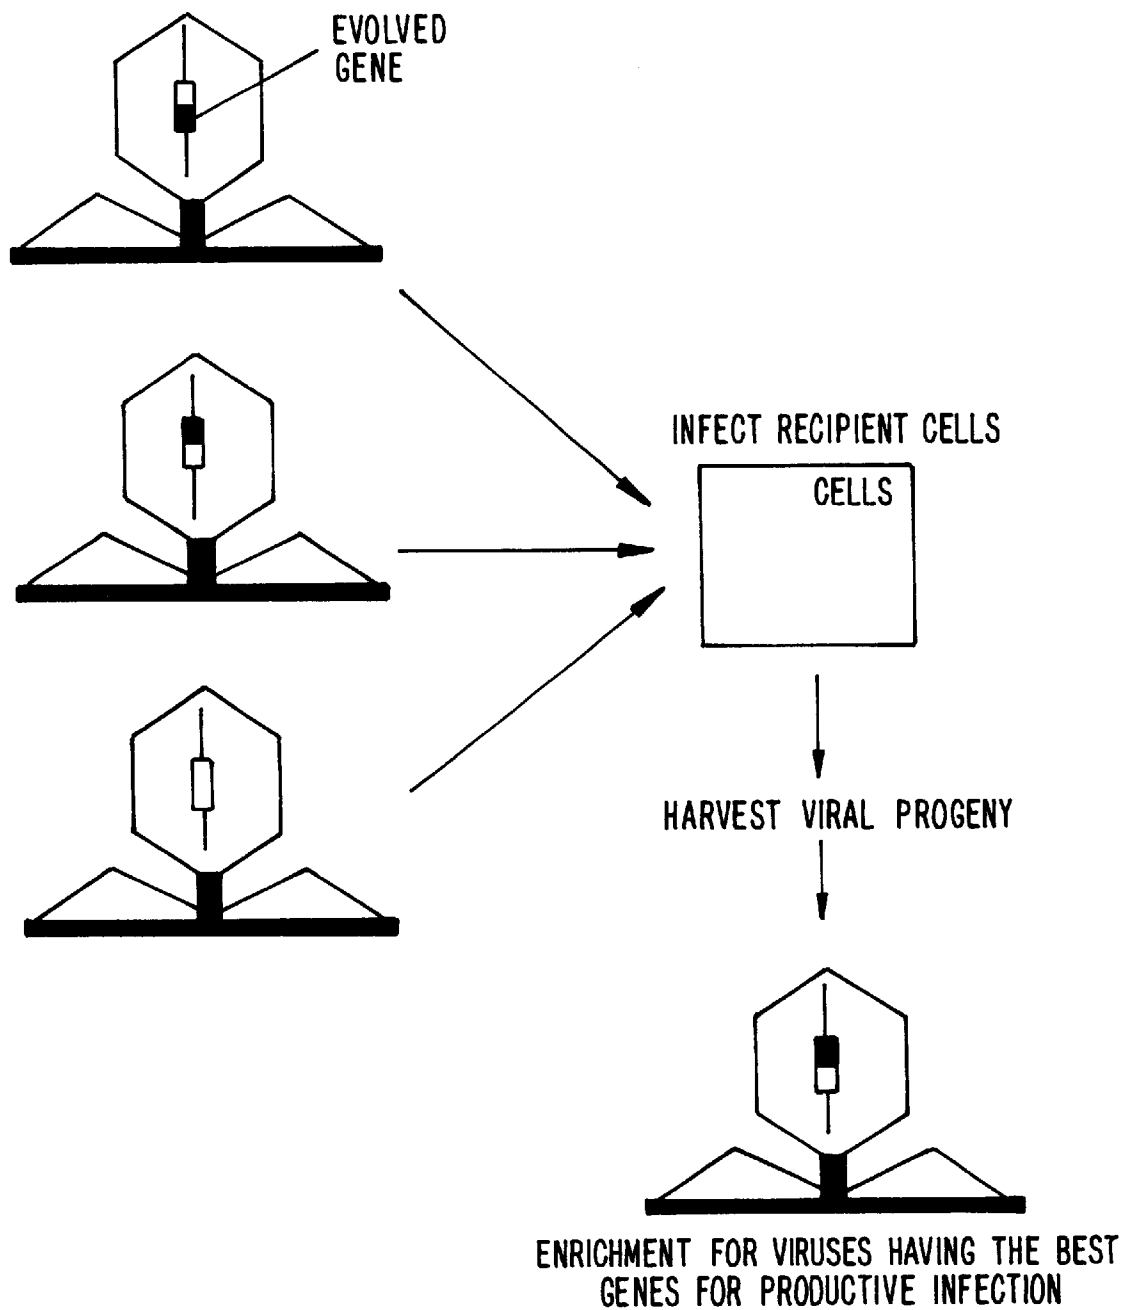 EVOLVED
GENE
INFECT RECIPIENT CELLS
CELLS
HARVEST VIRAL PROGENY
ENRICHMENT FOR VIRUSES HAVING THE BEST
GENES FOR PRODUCTIVE INFECTION